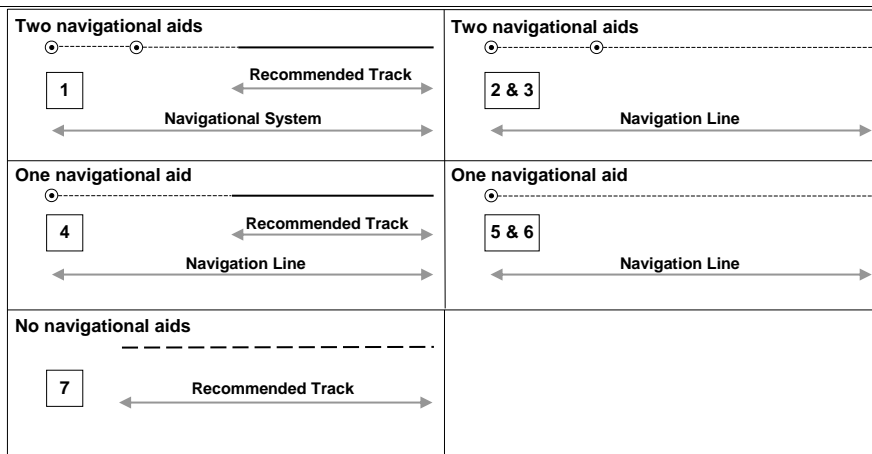 Two navigational aids
Recommended Track
1
Navigational System
Two navigational aids
2 & 3
Navigation Line
One navigational aid
Recommended Track
4
Navigation Line
One navigational aid
5 & 6
Navigation Line
No navigational aids
7
Recommended Track